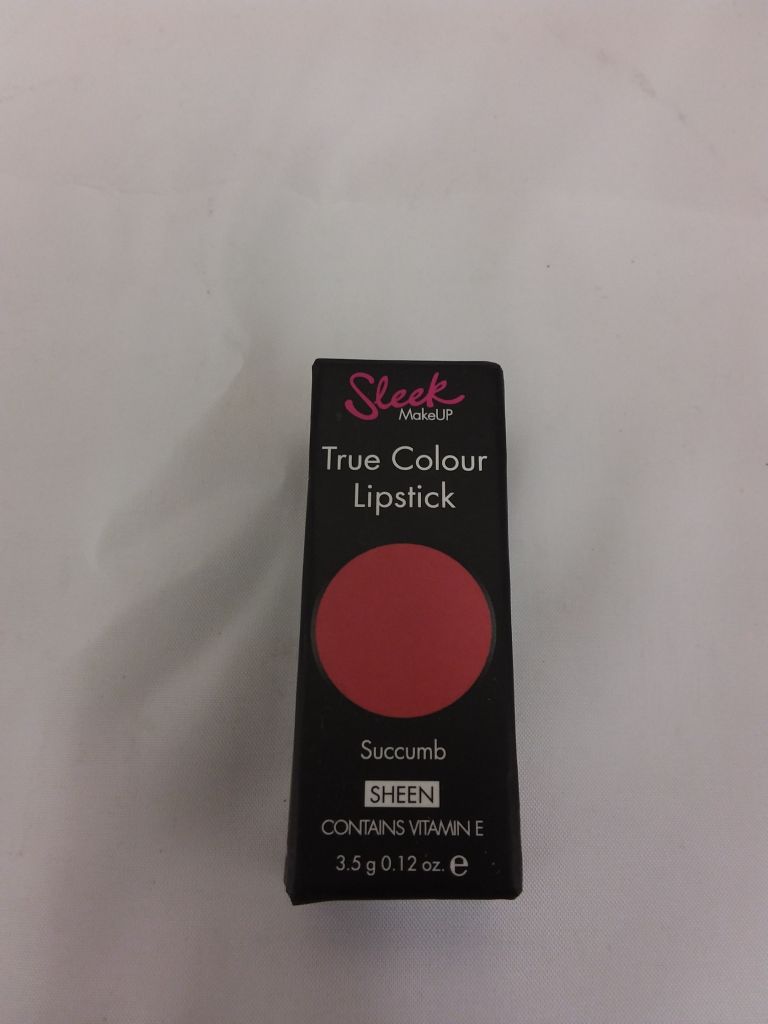 Sleek
MakeUP
True Colour
Lipstick
Succumb
SHEEN
CONTAINS VITAMIN E
3.5 g 0.12 oz. ℮